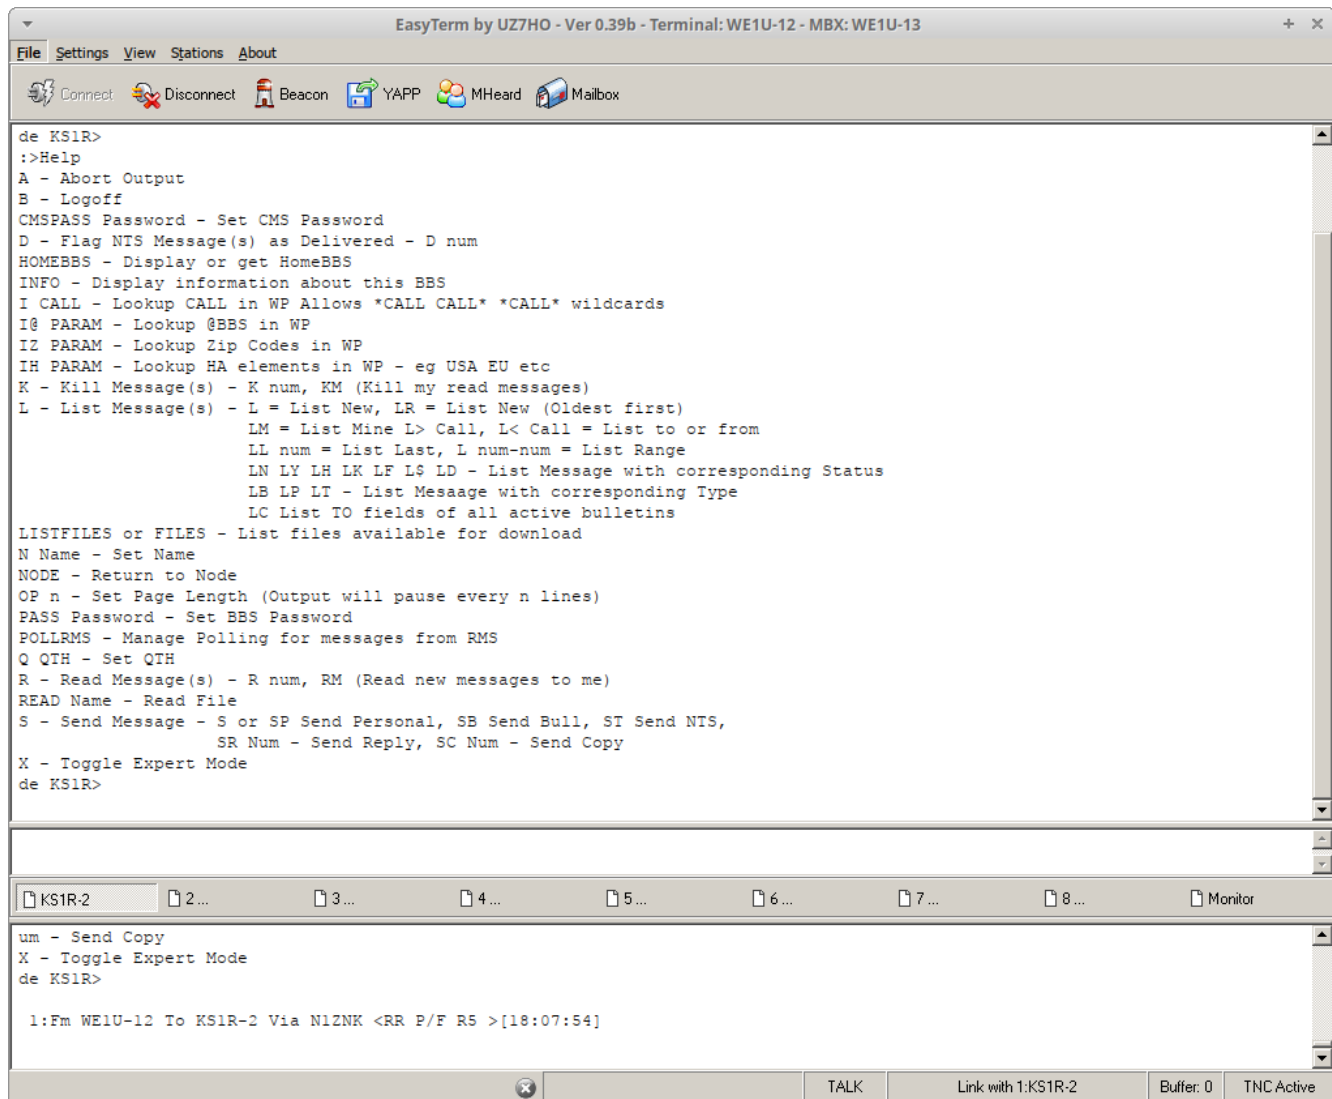 EasyTerm by UZ7HO - Ver 0.39b - Terminal: WE1U-12 - MBX: WE1U-13
File Settings View Stations About
Connect Disconnect Beacon YAPP MHeard Mailbox
de KS1R>
:>Help
A - Abort Output
B - Logoff
CMSPASS Password - Set CMS Password
D - Flag NTS Message(s) as Delivered - D num
HOMEBBS - Display or get HomeBBS
INFO - Display information about this BBS
I CALL - Lookup CALL in WP Allows *CALL CALL* *CALL* wildcards
I@ PARAM - Lookup @BBS in WP
IZ PARAM - Lookup Zip Codes in WP
IH PARAM - Lookup HA elements in WP - eg USA EU etc
K - Kill Message(s) - K num, KM (Kill my read messages)
L - List Message(s) - L = List New, LR = List New (Oldest first)
LM = List Mine L> Call, L< Call = List to or from
LL num = List Last, L num-num = List Range
LN LY LH LK LF L$ LD - List Message with corresponding Status
LB LP LT - List Mesaage with corresponding Type
LC List TO fields of all active bulletins
LISTFILES or FILES - List files available for download
N Name - Set Name
NODE - Return to Node
OP n - Set Page Length (Output will pause every n lines)
PASS Password - Set BBS Password
POLLRMS - Manage Polling for messages from RMS
Q QTH - Set QTH
R - Read Message(s) - R num, RM (Read new messages to me)
READ Name - Read File
S - Send Message - S or SP Send Personal, SB Send Bull, ST Send NTS,
SR Num - Send Reply, SC Num - Send Copy
X - Toggle Expert Mode
de KS1R>
KS1R-2 2 ... 3 ... 4 ... 5 ... 6 ... 7 ... 8 ... Monitor
um - Send Copy
X - Toggle Expert Mode
de KS1R>
1:Fm WE1U-12 To KS1R-2 Via N1ZNK <RR P/F R5 >[18:07:54]
TALK Link with 1:KS1R-2 Buffer: 0 TNC Active